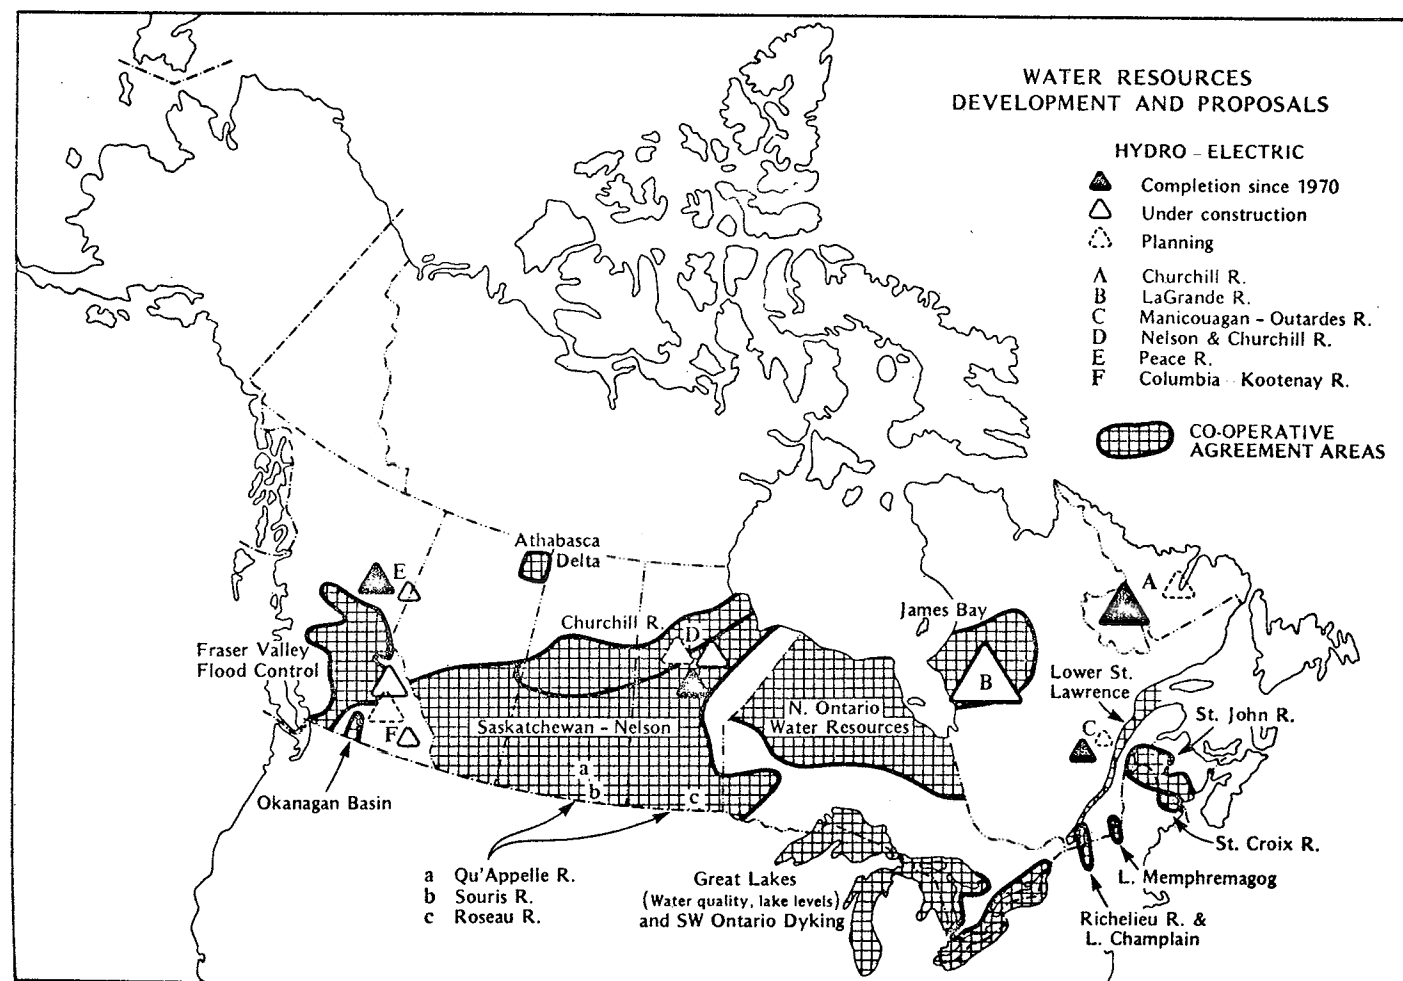 WATER RESOURCES
DEVELOPMENT AND PROPOSALS
HYDRO - ELECTRIC
Completion since 1970
Under construction
Planning
A Churchill R.
B LaGrande R.
C Manicouagan - Outardes R.
D Nelson & Churchill R.
E Peace R.
F Columbia Kootenay R.
CO-OPERATIVE
AGREEMENT AREAS
Athabasca
Delta
E
A
Churchill R.
James Bay
D
Fraser Valley
Flood Control
Lower St.
Lawrence
B
N. Ontario
Water Resources
St. John R.
Saskatchewan - Nelson
C
F
a
b
c
Okanagan Basin
St. Croix R.
a Qu'Appelle R.
b Souris R.
c Roseau R.
Great Lakes
(Water quality, lake levels)
and SW Ontario Dyking
L. Memphremagog
Richelieu R. &
L. Champlain